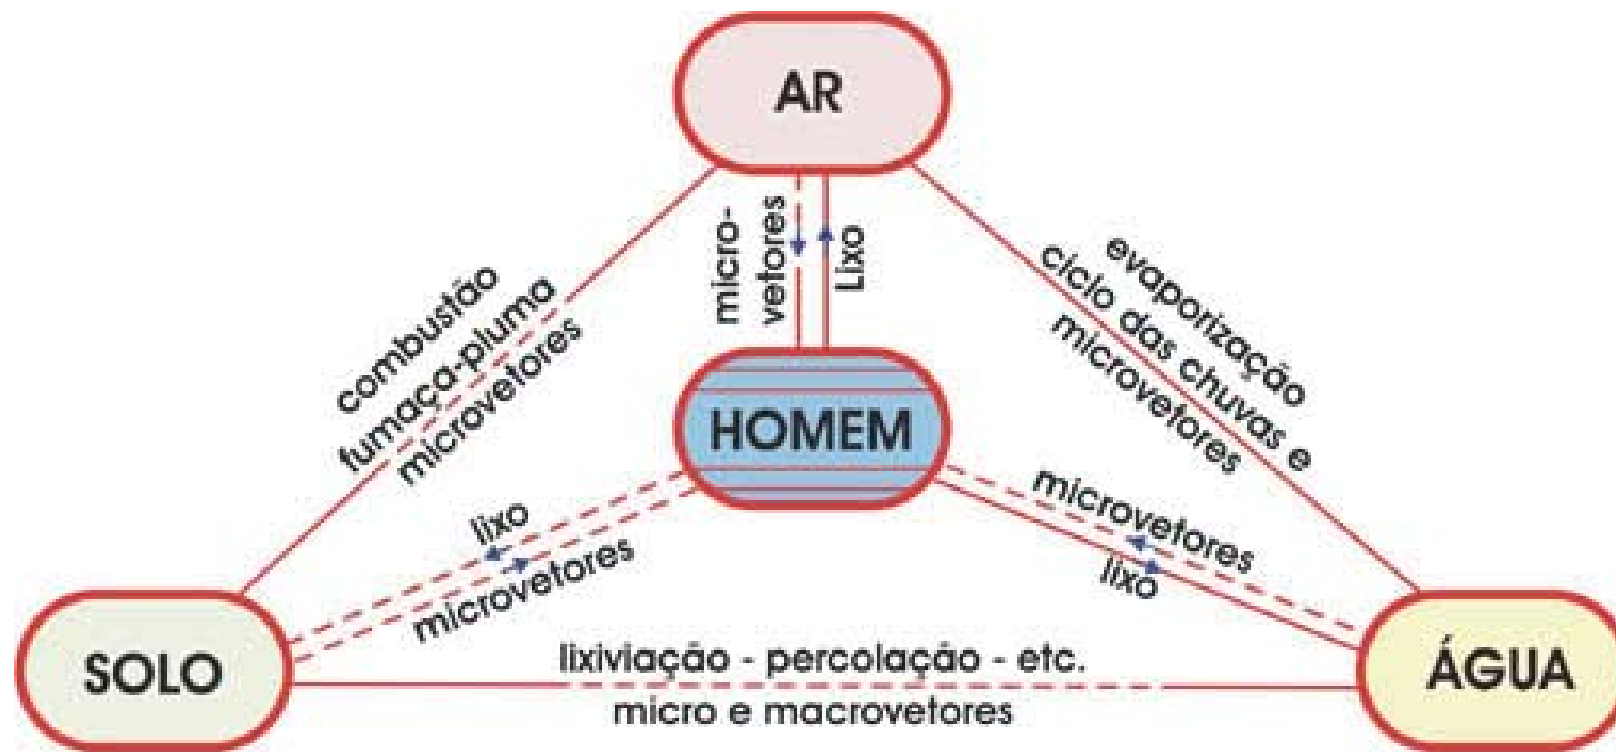 AR
micro-
vetores
Lixo
combustão
fumaça-pluma
microvetores
evaporização
ciclo das chuvas e
microvetores
HOMEM
lixo
microvetores
microvetores
lixo
SOLO
lixiviação - percolação - etc.
micro e macrovetores
ÁGUA